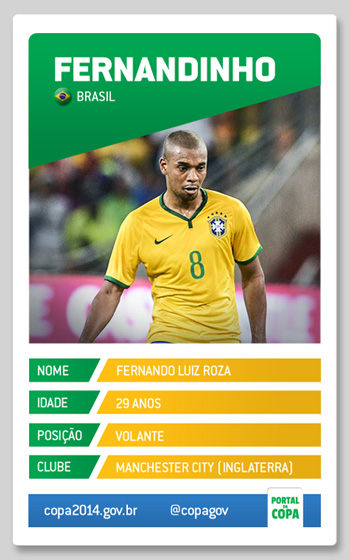 FERNANDINHO
BRASIL
8
NOME FERNANDO LUIZ ROZA
IDADE 29 ANOS
POSIÇÃO VOLANTE
CLUBE MANCHESTER CITY (INGLATERRA)
copa2014.gov.br @copagov
PORTAL
DA
COPA